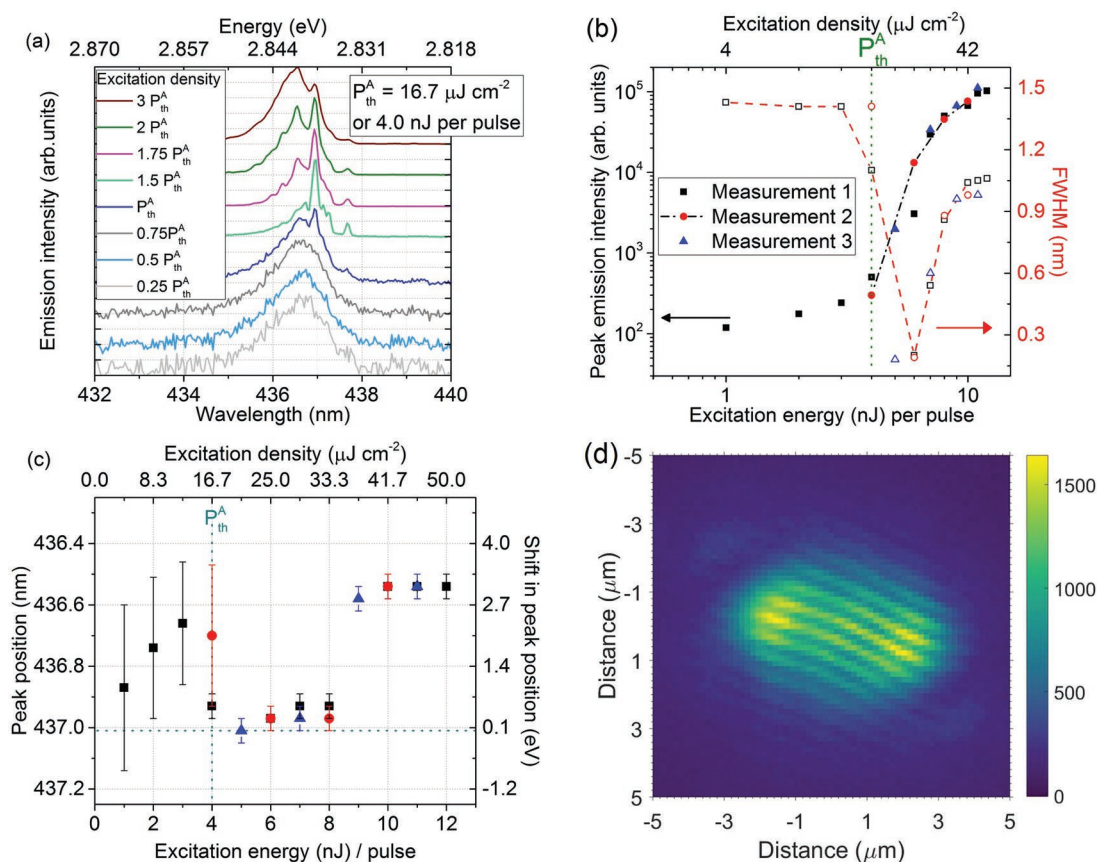 (a)
Energy (eV)
2.870 2.857 2.844 2.831 2.818
Excitation density
3 P^A_th
2 P^A_th
1.75 P^A_th
1.5 P^A_th
P^A_th
0.75P^A_th
0.5 P^A_th
0.25 P^A_th
P^A_th = 16.7 μJ cm⁻²
or 4.0 nJ per pulse
Emission intensity (arb.units)
432 434 436 438 440
Wavelength (nm)
(b)
Excitation density (μJ cm⁻²)
4 P^A_th 42
Peak emission intensity (arb. units)
10⁵
10⁴
10³
10²
Measurement 1
Measurement 2
Measurement 3
1.5
1.2
0.9
0.6
0.3
FWHM (nm)
1 10
Excitation energy (nJ) per pulse
(c)
Excitation density (μJ cm⁻²)
0.0 8.3 16.7 25.0 33.3 41.7 50.0
P^A_th
Peak position (nm)
436.4
436.6
436.8
437.0
437.2
4.0
2.7
1.4
0.1
-1.2
Shift in peak position (eV)
0 2 4 6 8 10 12
Excitation energy (nJ) / pulse
(d)
Distance (μm)
-5
-3
-1
1
3
5
-5 -3 -1 1 3 5
Distance (μm)
1500
1000
500
0